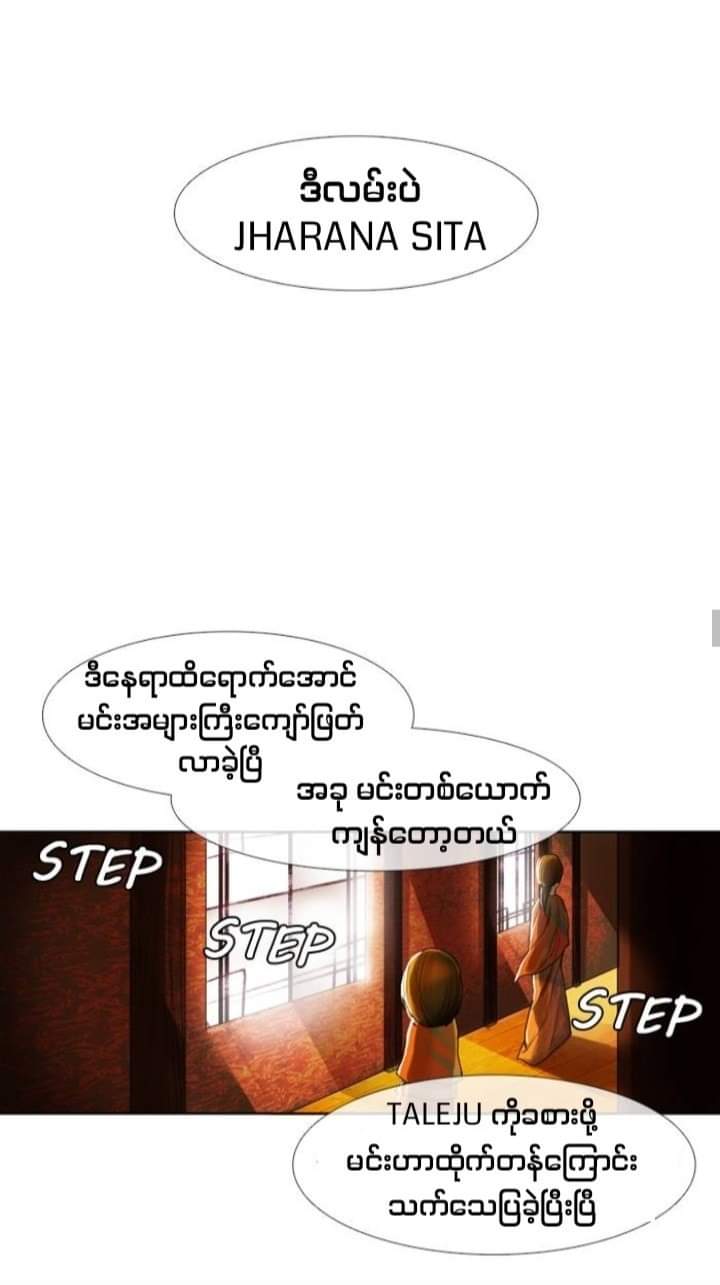 ဒီလမ်းပဲ
JHARANA SITA
ဒီနေရာထိရောက်အောင်
မင်းအများကြီးကျော်ဖြတ်
လာခဲ့ပြီ
အခု မင်းတစ်ယောက်
ကျန်တော့တယ်
STEP
STEP
STEP
TALEJU ကိုခစားဖို့
မင်းဟာထိုက်တန်ကြောင်း
သက်သေပြခဲ့ပြီးပြီ